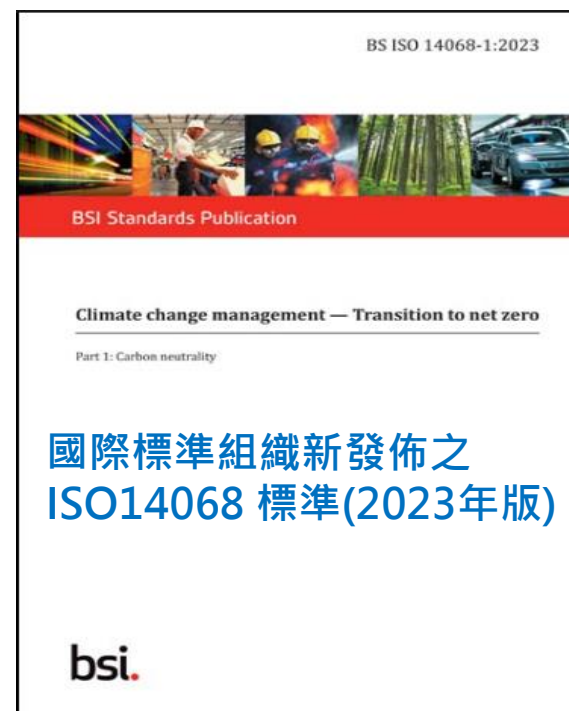 BS ISO 14068-1:2023
BSI Standards Publication
Climate change management — Transition to net zero
Part 1: Carbon neutrality
國際標準組織新發佈之
ISO14068 標準(2023年版)
bsi.